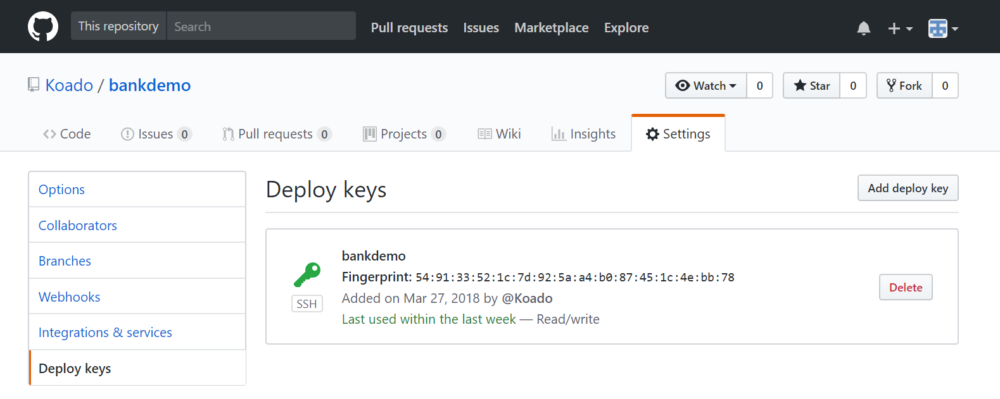 This repository Search Pull requests Issues Marketplace Explore
Koado / bankdemo Watch 0 Star 0 Fork 0
Code Issues 0 Pull requests 0 Projects 0 Wiki Insights Settings
Options
Collaborators
Branches
Webhooks
Integrations & services
Deploy keys
Deploy keys Add deploy key
bankdemo
Fingerprint: 54:91:33:52:1c:7d:92:5a:a4:b0:87:45:1c:4e:bb:78
Added on Mar 27, 2018 by @Koado
Last used within the last week — Read/write
SSH
Delete